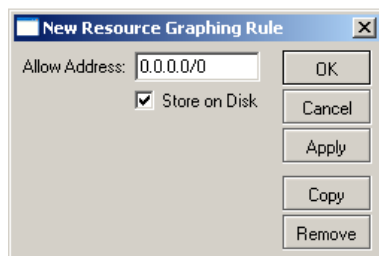 New Resource Graphing Rule
Allow Address: 0.0.0.0/0
Store on Disk
OK
Cancel
Apply
Copy
Remove